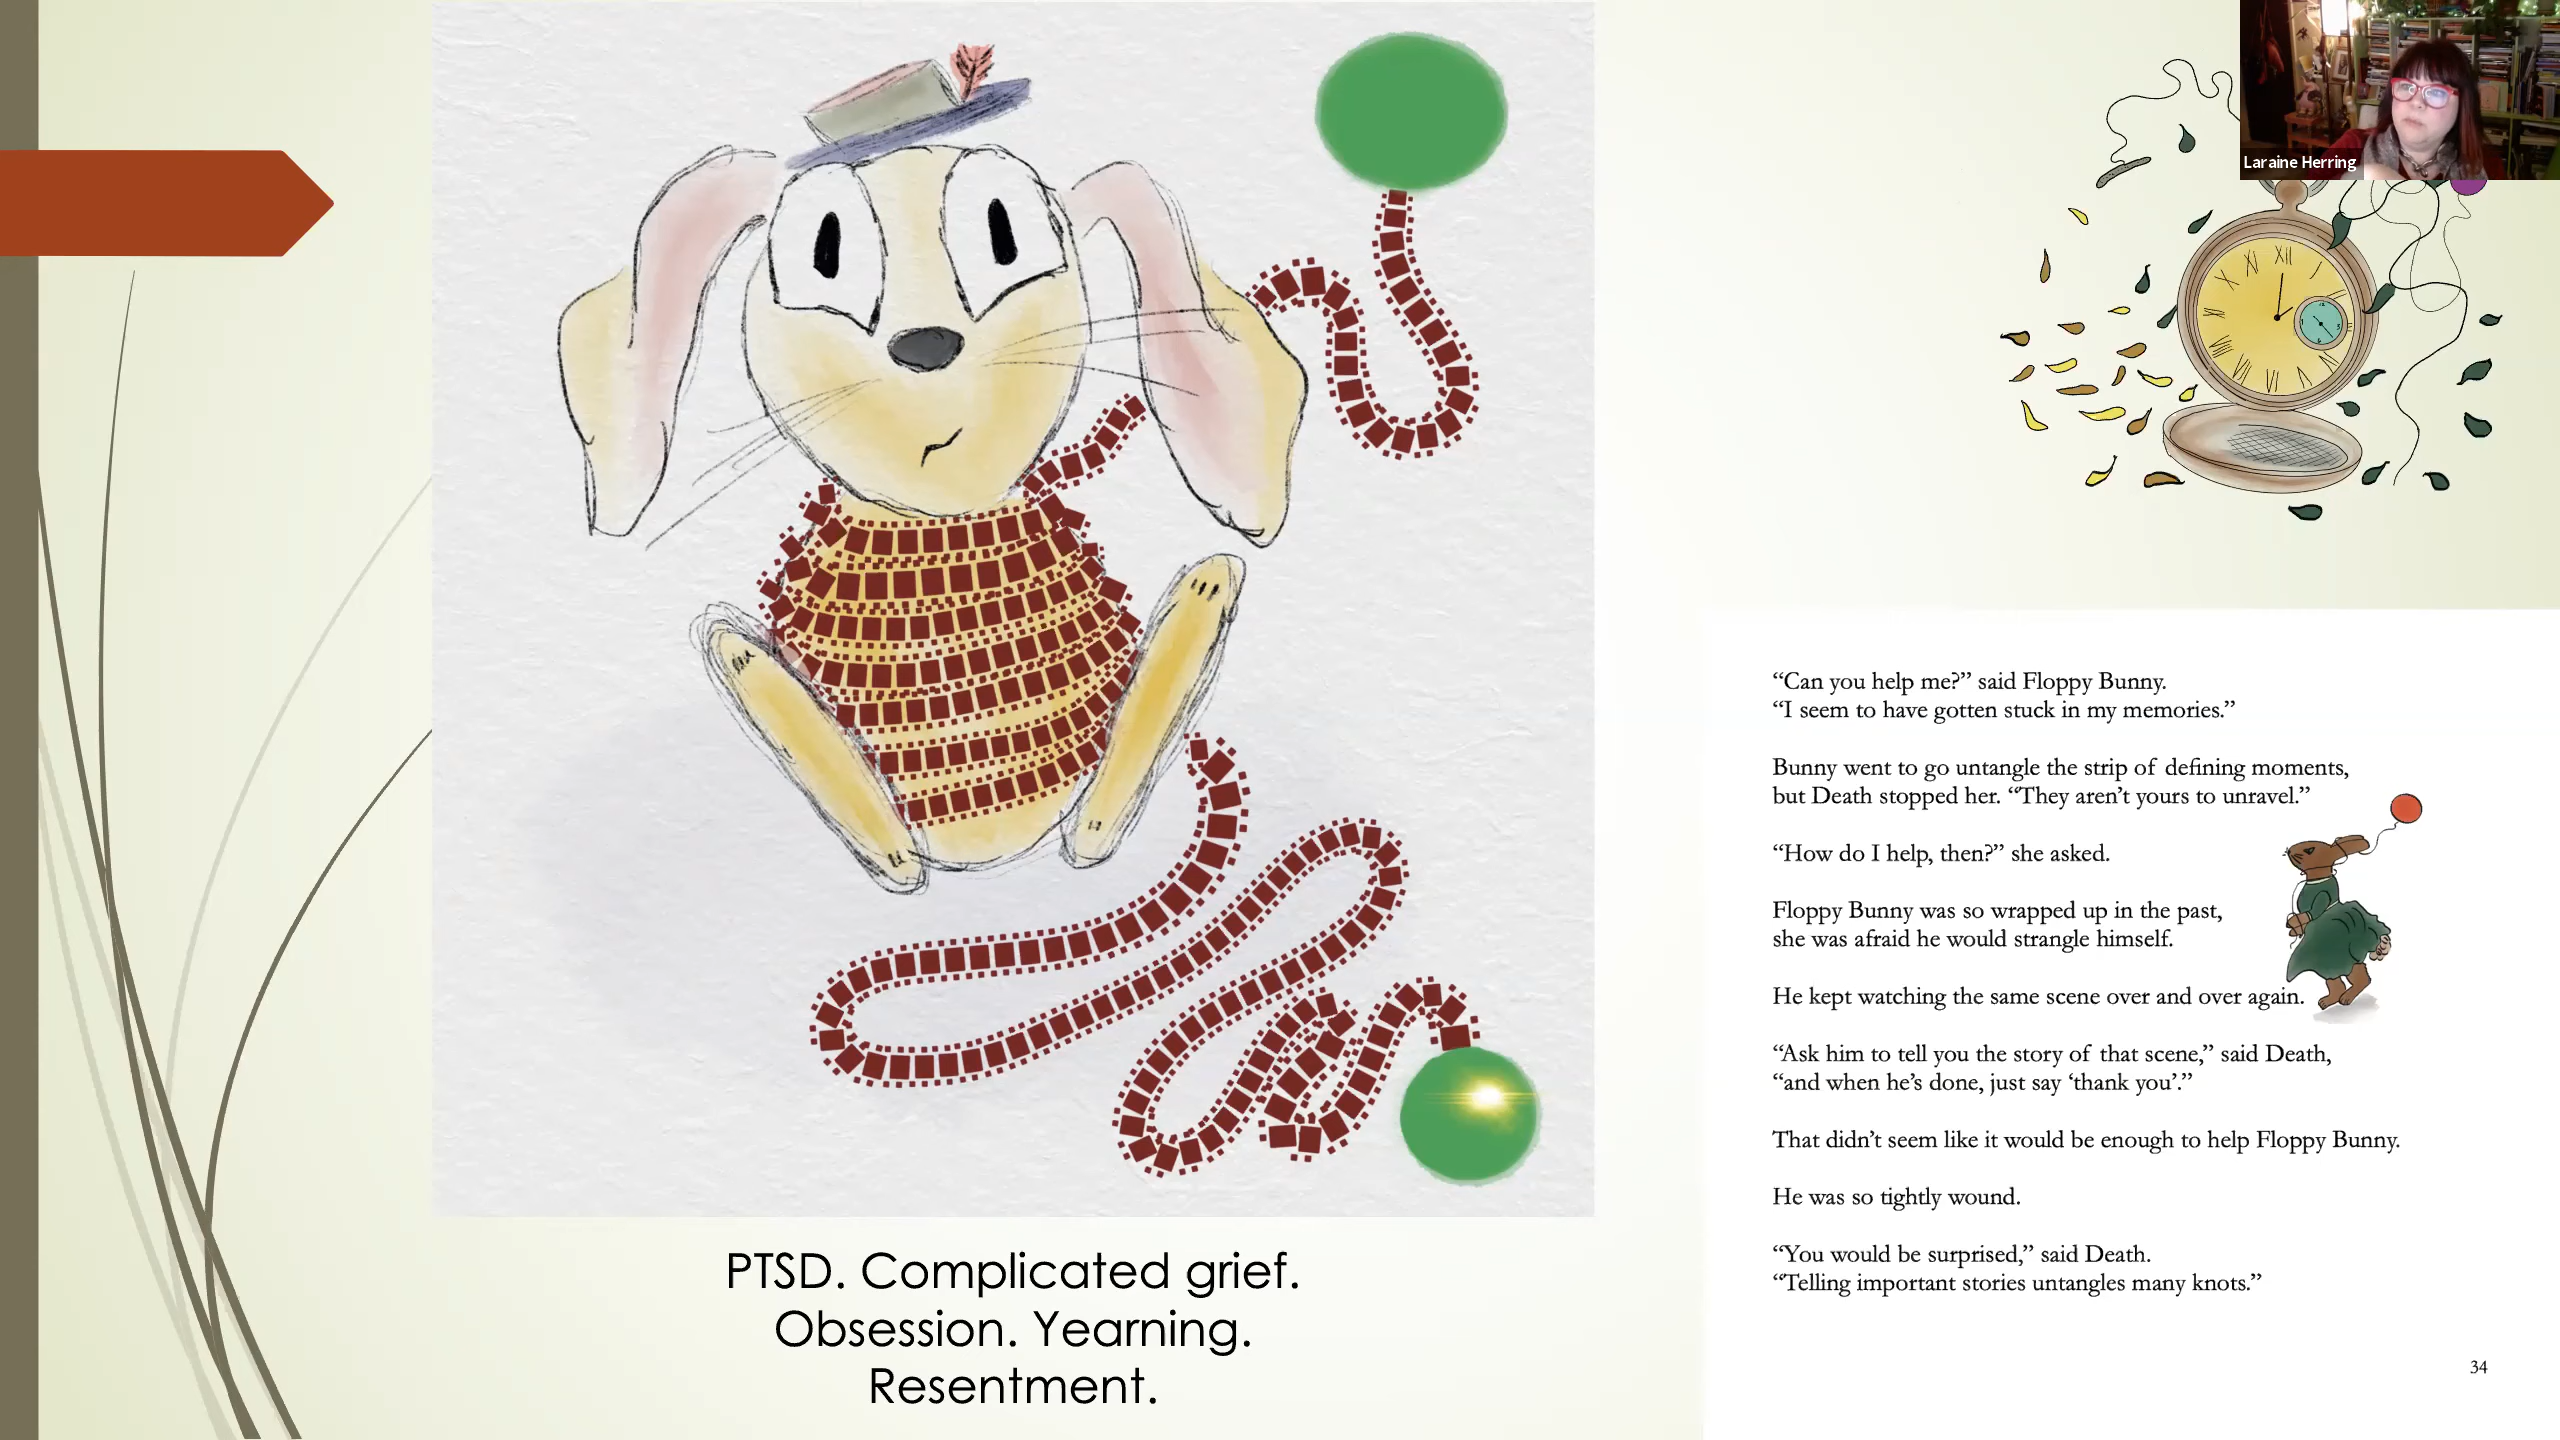 Laraine Herring
“Can you help me?” said Floppy Bunny.
“I seem to have gotten stuck in my memories.”
Bunny went to go untangle the strip of defining moments,
but Death stopped her. “They aren’t yours to unravel.”
“How do I help, then?” she asked.
Floppy Bunny was so wrapped up in the past,
she was afraid he would strangle himself.
He kept watching the same scene over and over again.
“Ask him to tell you the story of that scene,” said Death,
“and when he’s done, just say ‘thank you’.”
That didn’t seem like it would be enough to help Floppy Bunny.
He was so tightly wound.
“You would be surprised,” said Death.
“Telling important stories untangles many knots.”
34
PTSD. Complicated grief.
Obsession. Yearning.
Resentment.